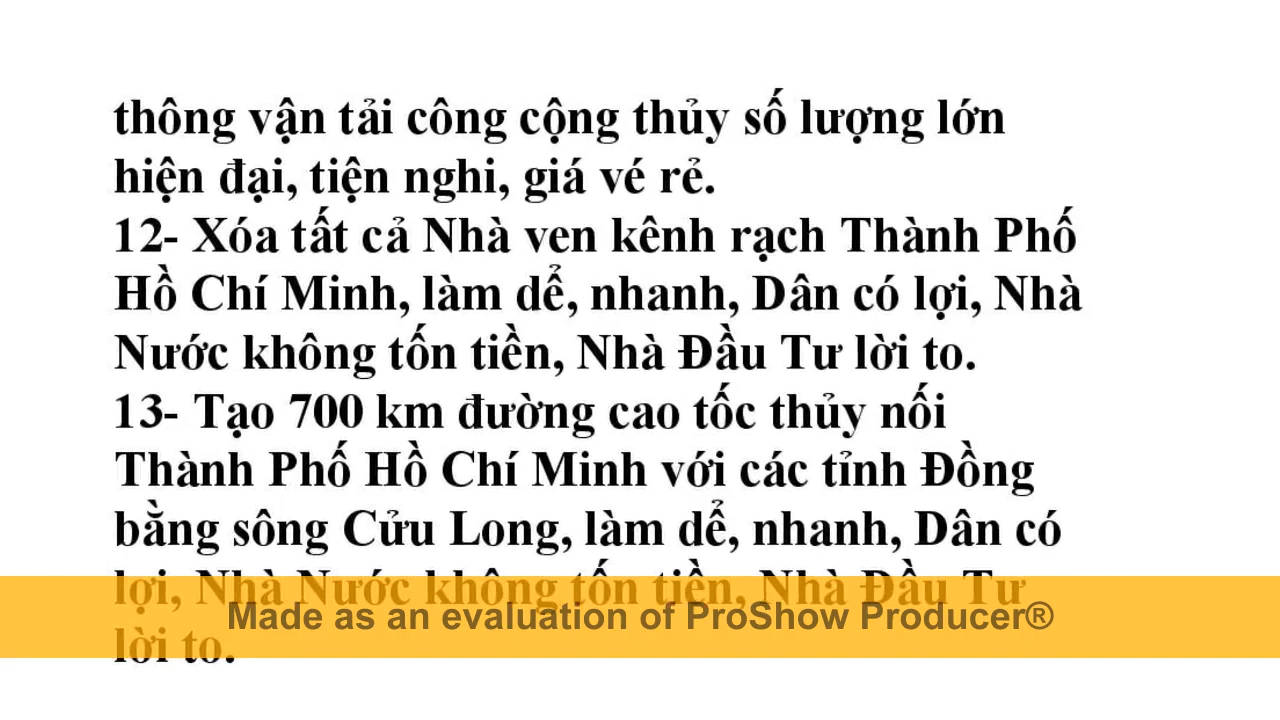 thông vận tải công cộng thủy số lượng lớn
hiện đại, tiện nghi, giá vé rẻ.
12- Xóa tất cả Nhà ven kênh rạch Thành Phố
Hồ Chí Minh, làm dể, nhanh, Dân có lợi, Nhà
Nước không tốn tiền, Nhà Đầu Tư lời to.
13- Tạo 700 km đường cao tốc thủy nối
Thành Phố Hồ Chí Minh với các tỉnh Đồng
bằng sông Cửu Long, làm dể, nhanh, Dân có
lợi, Nhà Nước không tốn tiền, Nhà Đầu Tư
Made as an evaluation of ProShow Producer®
lời to.